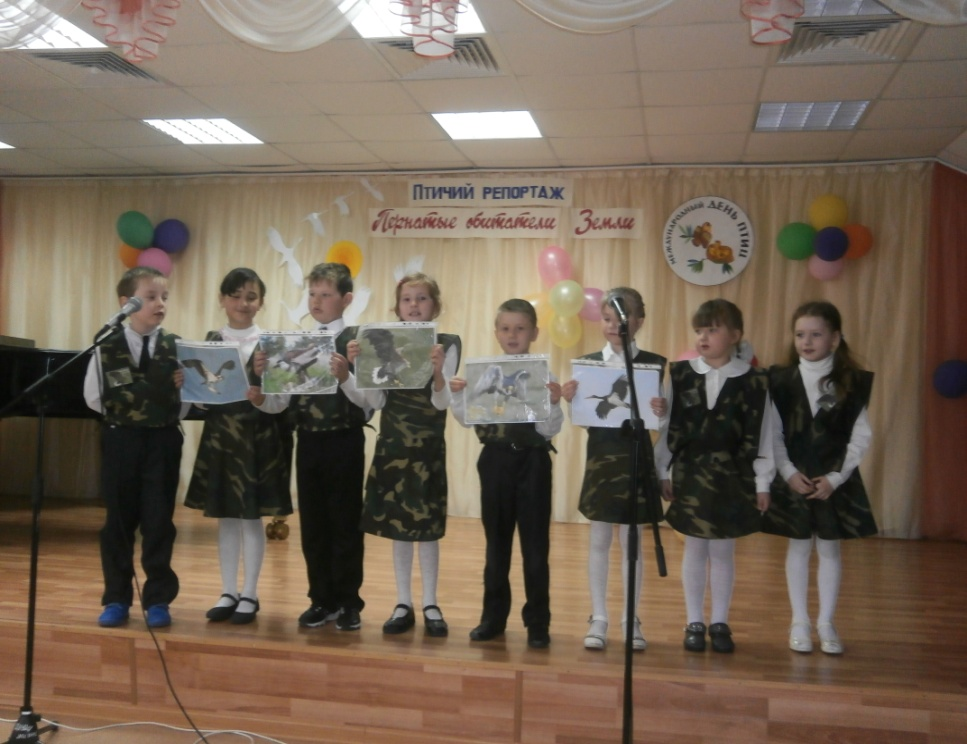 Птичий репортаж
Пернатые обитатели Земли
МЕЖДУНАРОДНЫЙ ДЕНЬ ПТИЦ